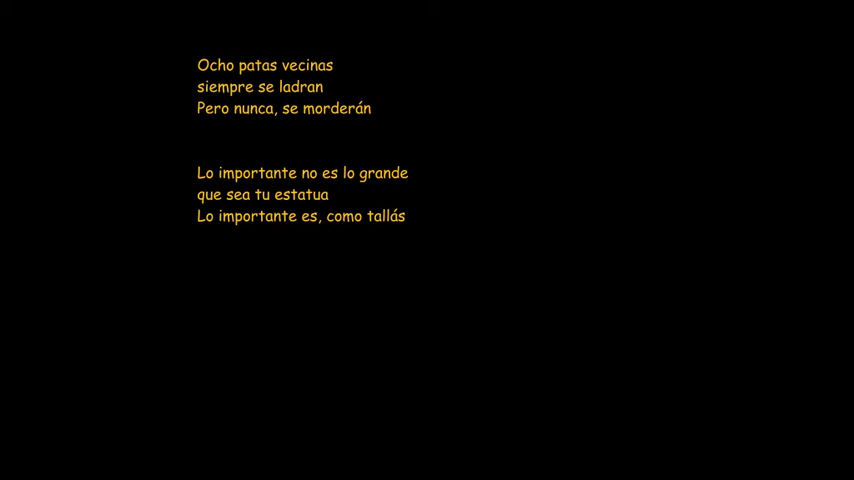 Ocho patas vecinas
siempre se ladran
Pero nunca, se morderán
Lo importante no es lo grande
que sea tu estatua
Lo importante es, como tallás